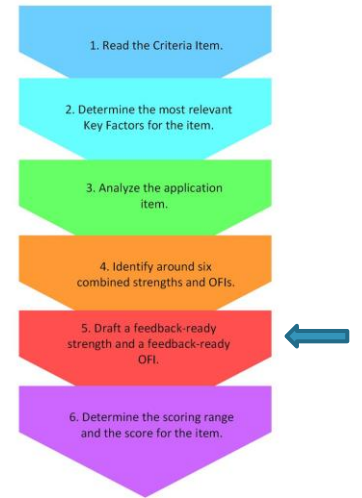 1. Read the Criteria Item.
2. Determine the most relevant
Key Factors for the item.
3. Analyze the application
item.
4. Identify around six
combined strengths and OFIs.
5. Draft a feedback-ready
strength and a feedback-ready
OFI.
6. Determine the scoring range
and the score for the item.